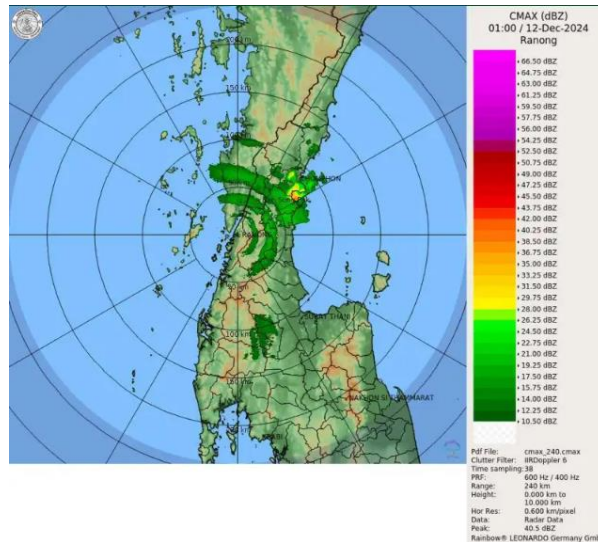 CMAX (dBZ)
01:00 / 12-Dec-2024
Ranong
66.50 dBZ
64.75 dBZ
63.00 dBZ
61.25 dBZ
59.50 dBZ
57.75 dBZ
56.00 dBZ
54.25 dBZ
52.50 dBZ
50.75 dBZ
49.00 dBZ
47.25 dBZ
45.50 dBZ
43.75 dBZ
42.00 dBZ
40.25 dBZ
38.50 dBZ
36.75 dBZ
35.00 dBZ
33.25 dBZ
31.50 dBZ
29.75 dBZ
28.00 dBZ
26.25 dBZ
24.50 dBZ
22.75 dBZ
21.00 dBZ
19.25 dBZ
17.50 dBZ
15.75 dBZ
14.00 dBZ
12.25 dBZ
10.50 dBZ
Pdf File: cmax_240.cmax
Clutter Filter: IIRDoppler 6
Time sampling: 38
PRF: 600 Hz / 400 Hz
Range: 240 km
Height: 0.000 km to
10.000 km
Hor Res: 0.600 km/pixel
Data: Radar Data
Peak: 40.5 dBZ
Rainbow® LEONARDO Germany Gm
200 km
150 km
100 km
SURAT THANI
NAKHON SI THAMMARAT